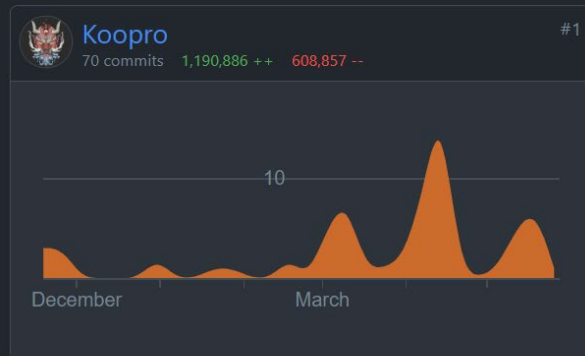 Koopro
#1
70 commits 1,190,886 ++ 608,857 --
10
December March